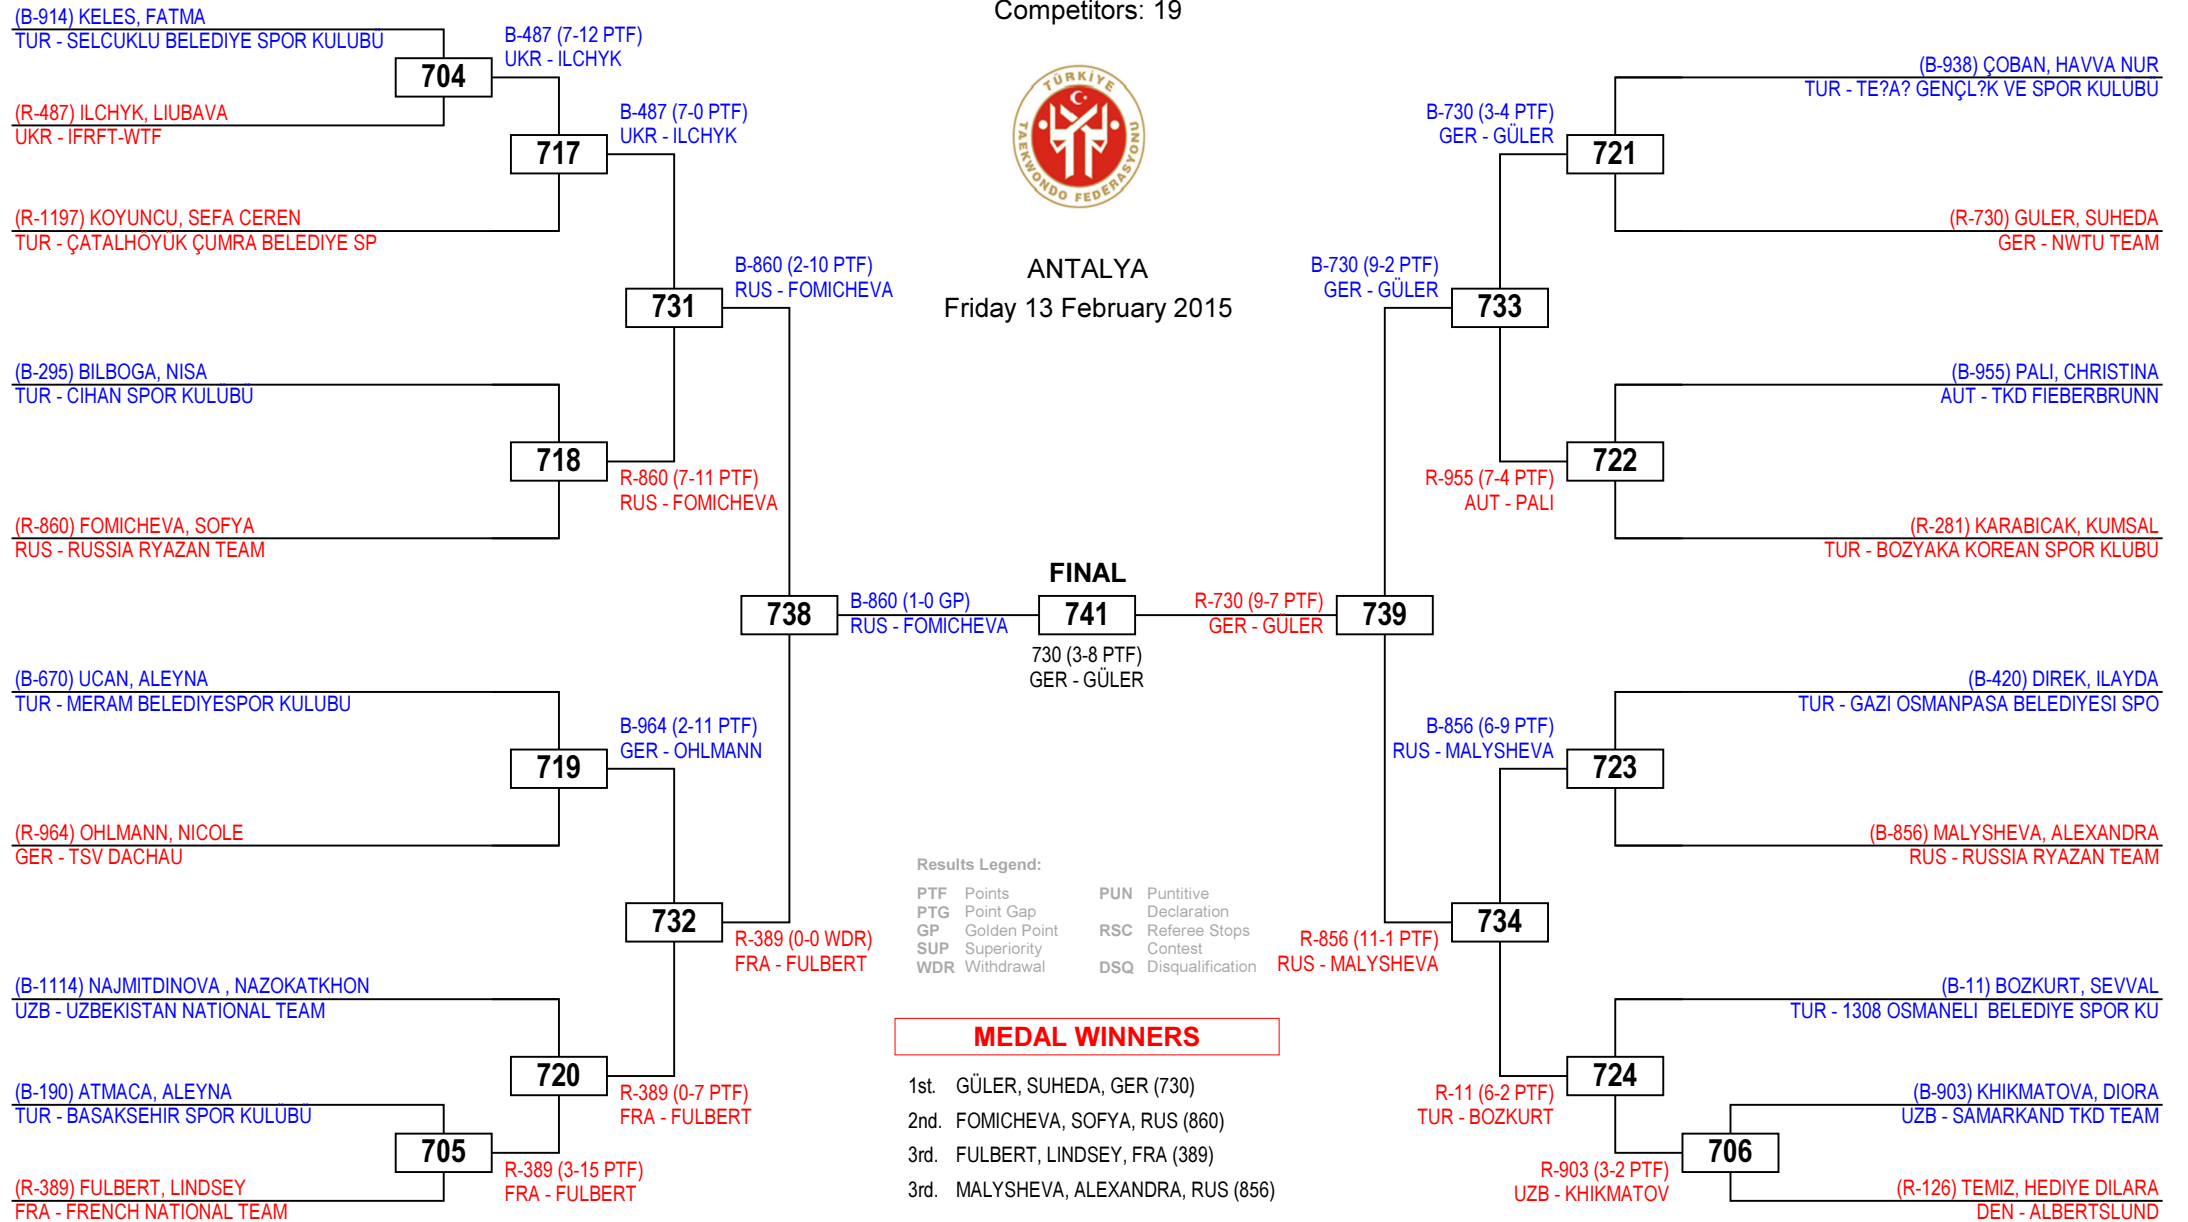 Competitors: 19
TÜRKİYE
TAEKWONDO FEDERASYONU
ANTALYA
Friday 13 February 2015
(B-914) KELES, FATMA
TUR - SELCUKLU BELEDIYE SPOR KULUBU
704
(R-487) ILCHYK, LIUBAVA
UKR - IFRFT-WTF
B-487 (7-12 PTF)
UKR - ILCHYK
717
(R-1197) KOYUNCU, SEFA CEREN
TUR - ÇATALHÖYÜK ÇUMRA BELEDIYE SP
B-487 (7-0 PTF)
UKR - ILCHYK
731
B-860 (2-10 PTF)
RUS - FOMICHEVA
(B-295) BILBOGA, NISA
TUR - CIHAN SPOR KULÜBÜ
718
R-860 (7-11 PTF)
RUS - FOMICHEVA
(R-860) FOMICHEVA, SOFYA
RUS - RUSSIA RYAZAN TEAM
738
B-860 (1-0 GP)
RUS - FOMICHEVA
(B-670) UCAN, ALEYNA
TUR - MERAM BELEDIYESPOR KULUBU
719
B-964 (2-11 PTF)
GER - OHLMANN
(R-964) OHLMANN, NICOLE
GER - TSV DACHAU
732
R-389 (0-0 WDR)
FRA - FULBERT
(B-1114) NAJMITDINOVA , NAZOKATKHON
UZB - UZBEKISTAN NATIONAL TEAM
720
R-389 (0-7 PTF)
FRA - FULBERT
(B-190) ATMACA, ALEYNA
TUR - BASAKSEHIR SPOR KULÜBÜ
705
R-389 (3-15 PTF)
FRA - FULBERT
(R-389) FULBERT, LINDSEY
FRA - FRENCH NATIONAL TEAM
FINAL
741
730 (3-8 PTF)
GER - GÜLER
(B-938) ÇOBAN, HAVVA NUR
TUR - TE?A? GENÇL?K VE SPOR KULUBÜ
B-730 (3-4 PTF)
GER - GÜLER
721
(R-730) GULER, SUHEDA
GER - NWTU TEAM
B-730 (9-2 PTF)
GER - GÜLER
733
(B-955) PALI, CHRISTINA
AUT - TKD FIEBERBRUNN
722
R-955 (7-4 PTF)
AUT - PALI
(R-281) KARABICAK, KUMSAL
TUR - BOZYAKA KOREAN SPOR KLUBÜ
R-730 (9-7 PTF)
GER - GÜLER
739
(B-420) DIREK, ILAYDA
TUR - GAZI OSMANPASA BELEDIYESI SPO
B-856 (6-9 PTF)
RUS - MALYSHEVA
723
(B-856) MALYSHEVA, ALEXANDRA
RUS - RUSSIA RYAZAN TEAM
734
R-856 (11-1 PTF)
RUS - MALYSHEVA
(B-11) BOZKURT, SEVVAL
TUR - 1308 OSMANELI  BELEDIYE SPOR KU
724
R-11 (6-2 PTF)
TUR - BOZKURT
(B-903) KHIKMATOVA, DIORA
UZB - SAMARKAND TKD TEAM
706
R-903 (3-2 PTF)
UZB - KHIKMATOV
(R-126) TEMIZ, HEDIYE DILARA
DEN - ALBERTSLUND
Results Legend:
PTF Points
PTG Point Gap
GP Golden Point
SUP Superiority
WDR Withdrawal
PUN Puntitive
Declaration
RSC Referee Stops
Contest
DSQ Disqualification
MEDAL WINNERS
1st. GÜLER, SUHEDA, GER (730)
2nd. FOMICHEVA, SOFYA, RUS (860)
3rd. FULBERT, LINDSEY, FRA (389)
3rd. MALYSHEVA, ALEXANDRA, RUS (856)